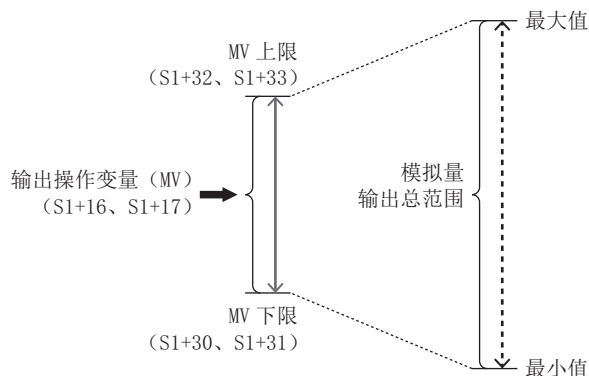 最大值
MV 上限
（S1+32、S1+33）
输出操作变量（MV）
（S1+16、S1+17）
模拟量
输出总范围
MV 下限
（S1+30、S1+31）
最小值